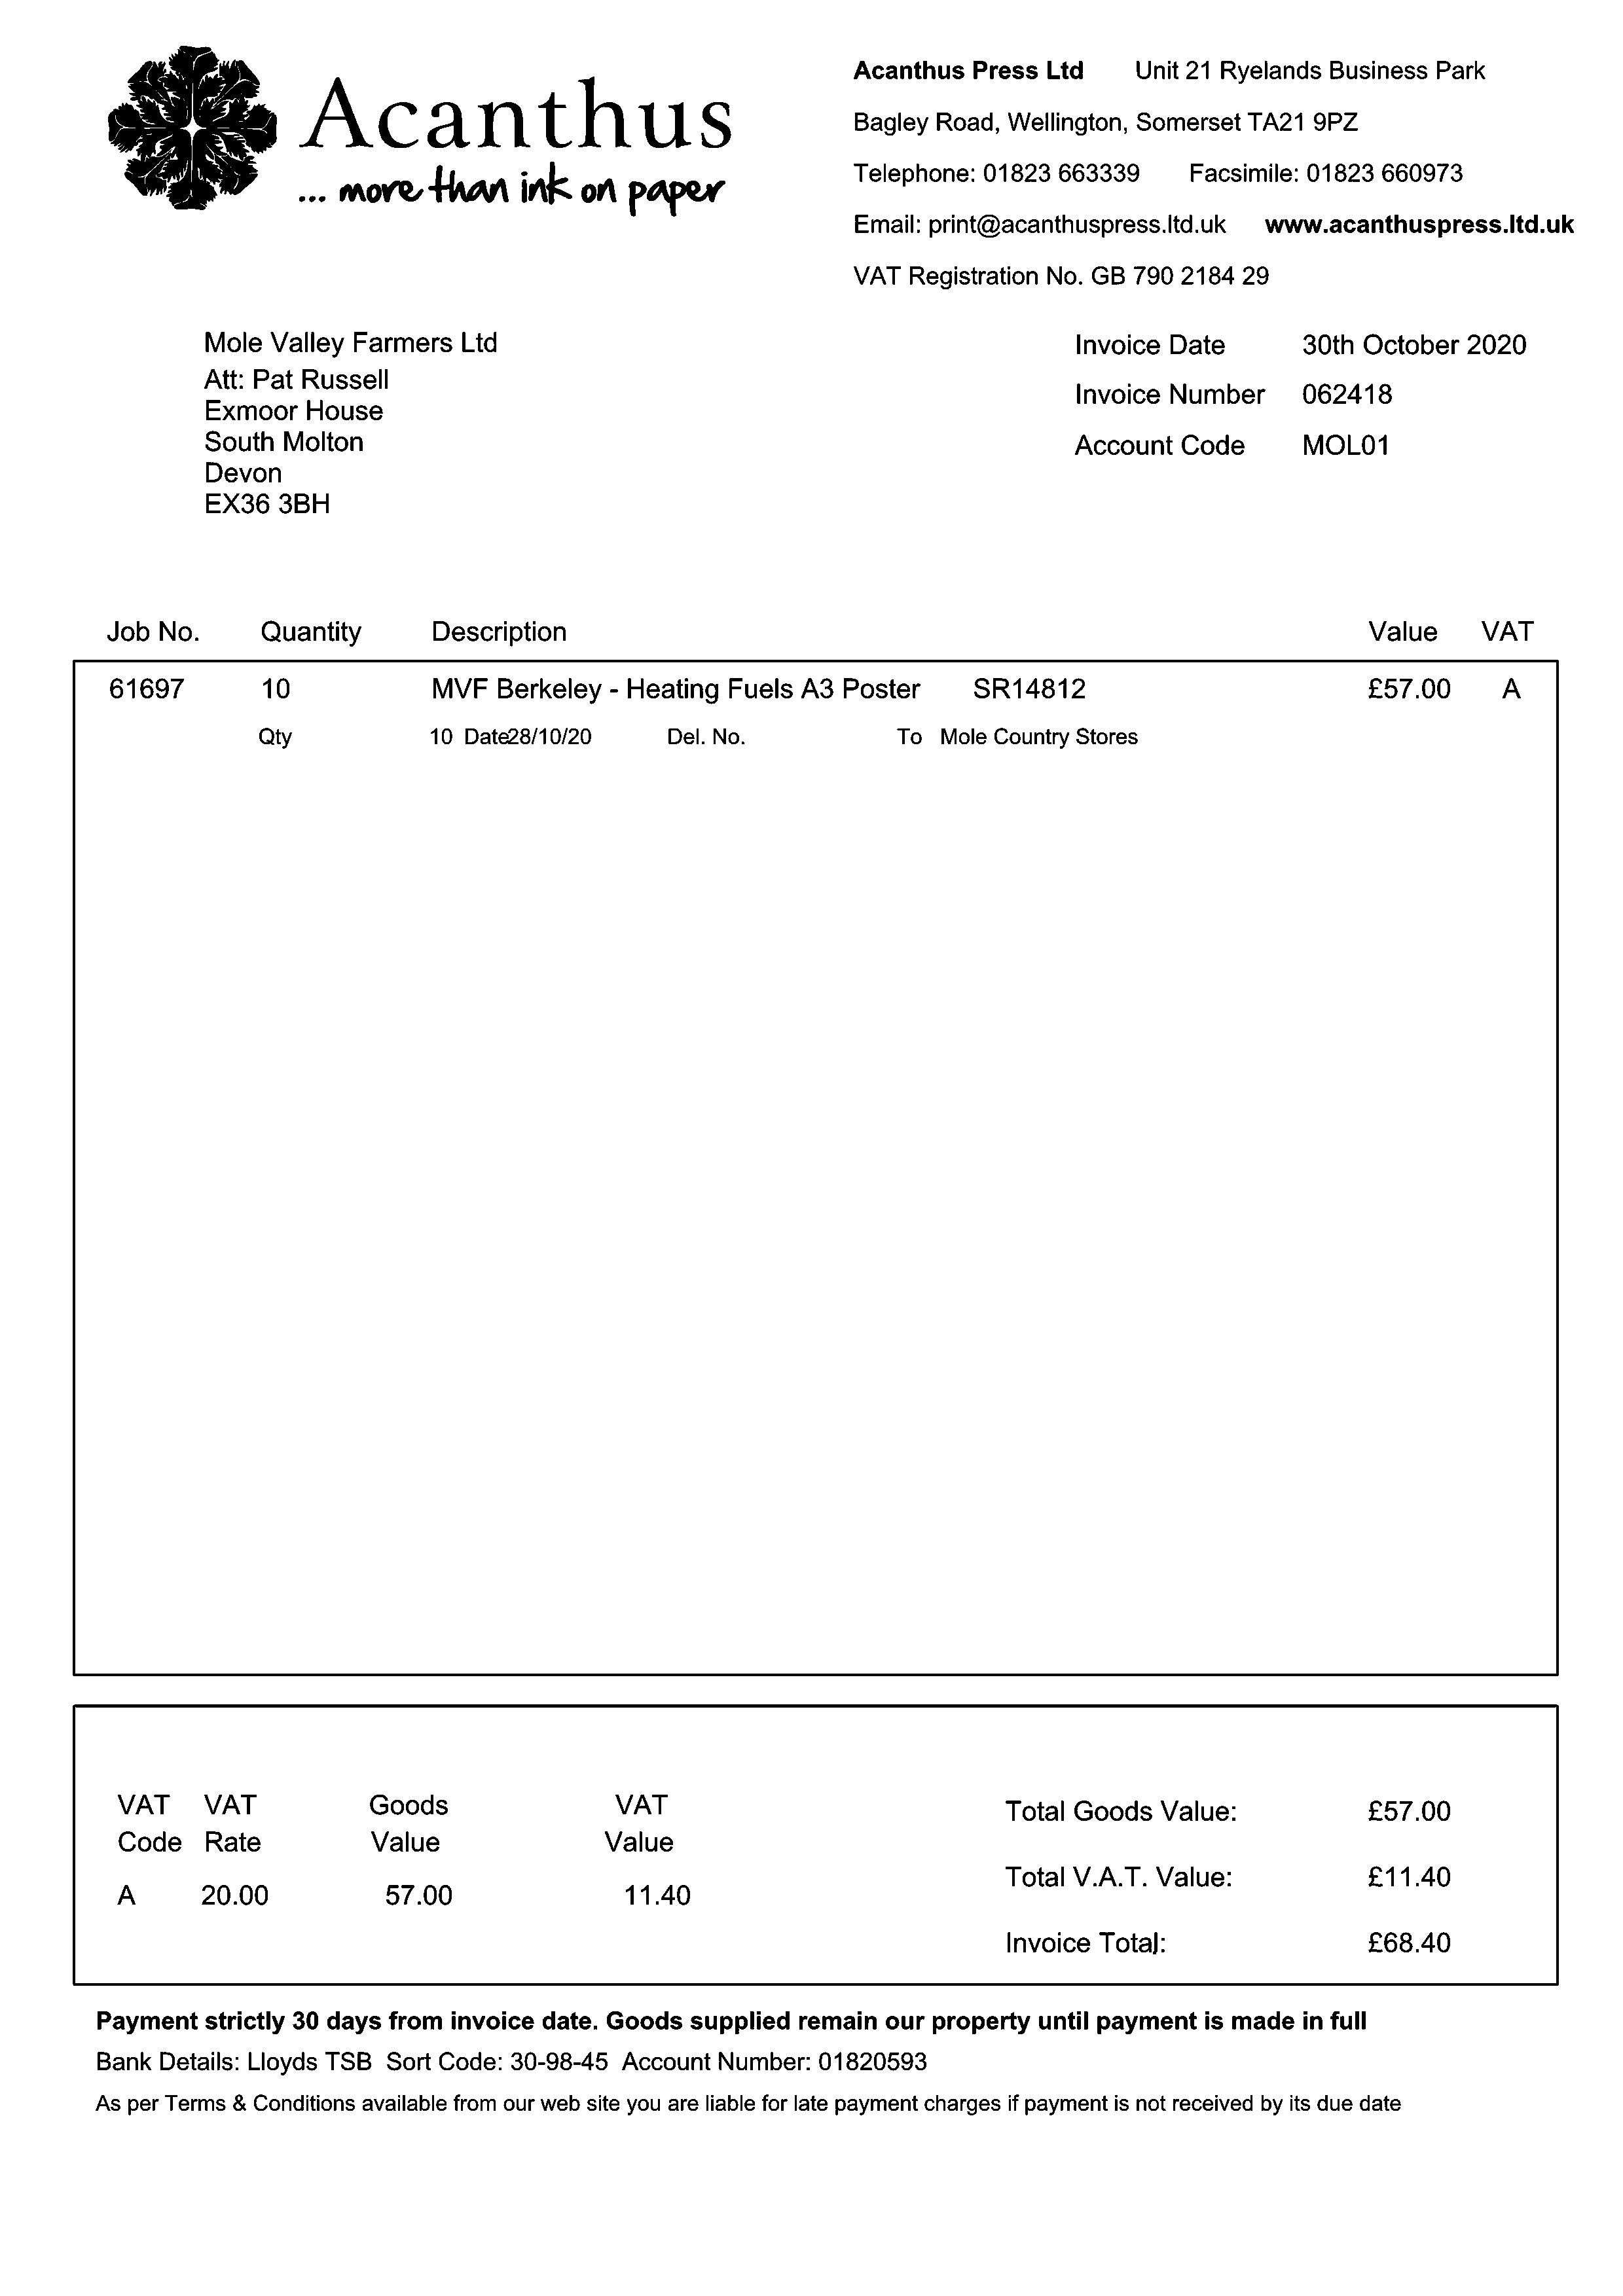 Acanthus
... more than ink on paper
Acanthus Press Ltd Unit 21 Ryelands Business Park
Bagley Road, Wellington, Somerset TA21 9PZ
Telephone: 01823 663339 Facsimile: 01823 660973
Email: print@acanthuspress.ltd.uk www.acanthuspress.ltd.uk
VAT Registration No. GB 790 2184 29
Mole Valley Farmers Ltd
Att: Pat Russell
Exmoor House
South Molton
Devon
EX36 3BH
Invoice Date 30th October 2020
Invoice Number 062418
Account Code MOL01
Job No. Quantity Description Value VAT
61697 10 MVF Berkeley - Heating Fuels A3 Poster SR14812 £57.00 A
Qty 10 Date28/10/20 Del. No. To Mole Country Stores
VAT VAT Goods VAT
Code Rate Value Value
A 20.00 57.00 11.40
Total Goods Value: £57.00
Total V.A.T. Value: £11.40
Invoice Total: £68.40
Payment strictly 30 days from invoice date. Goods supplied remain our property until payment is made in full
Bank Details: Lloyds TSB Sort Code: 30-98-45 Account Number: 01820593
As per Terms & Conditions available from our web site you are liable for late payment charges if payment is not received by its due date